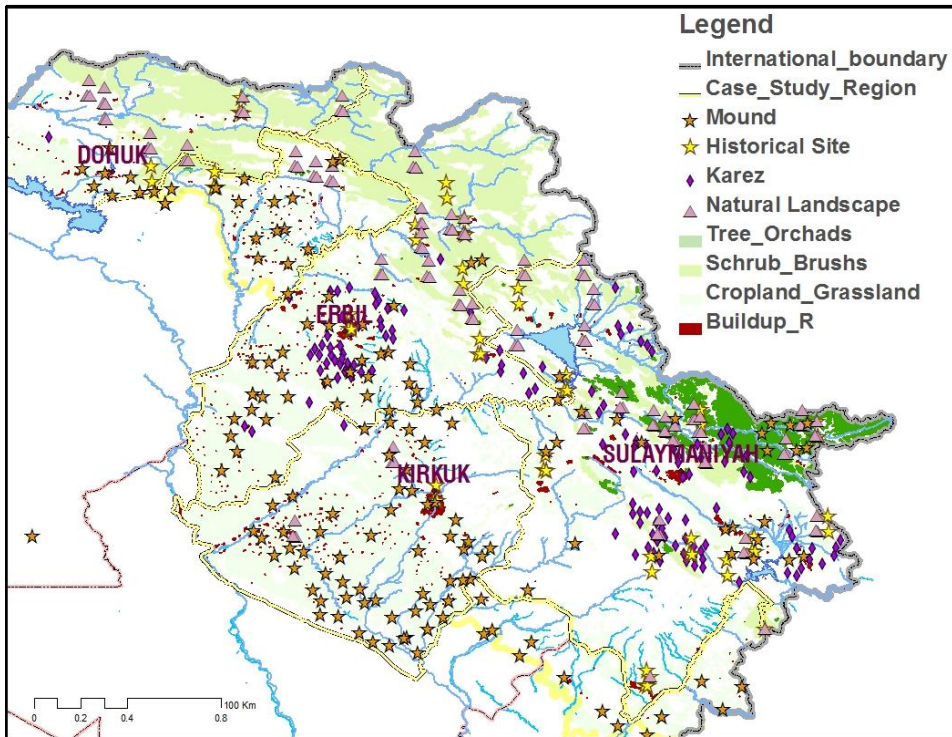 Legend
International_boundary
Case_Study_Region
Mound
Historical Site
Karez
Natural Landscape
Tree_Orchads
Schrub_Brushs
Cropland_Grassland
Buildup_R
DOHUK
ERBIL
KIRKUK
SULAYMANIYAH
100 Km
0 0.2 0.4 0.8